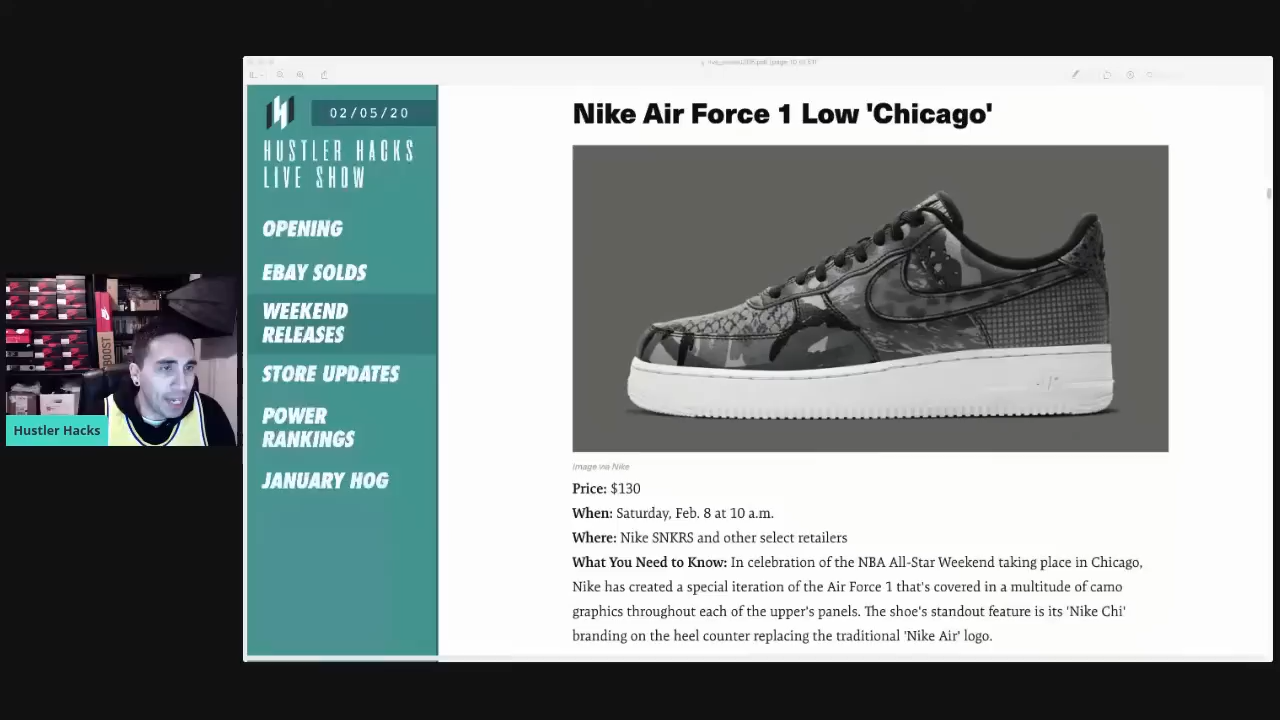 02/05/20
HUSTLER HACKS
LIVE SHOW
OPENING
EBAY SOLDS
WEEKEND
RELEASES
STORE UPDATES
POWER
RANKINGS
JANUARY HOG
Hustler Hacks
BOOST
Nike Air Force 1 Low 'Chicago'
Image via Nike
Price: $130
When: Saturday, Feb. 8 at 10 a.m.
Where: Nike SNKRS and other select retailers
What You Need to Know: In celebration of the NBA All-Star Weekend taking place in Chicago,
Nike has created a special iteration of the Air Force 1 that's covered in a multitude of camo
graphics throughout each of the upper's panels. The shoe's standout feature is its 'Nike Chi'
branding on the heel counter replacing the traditional 'Nike Air' logo.